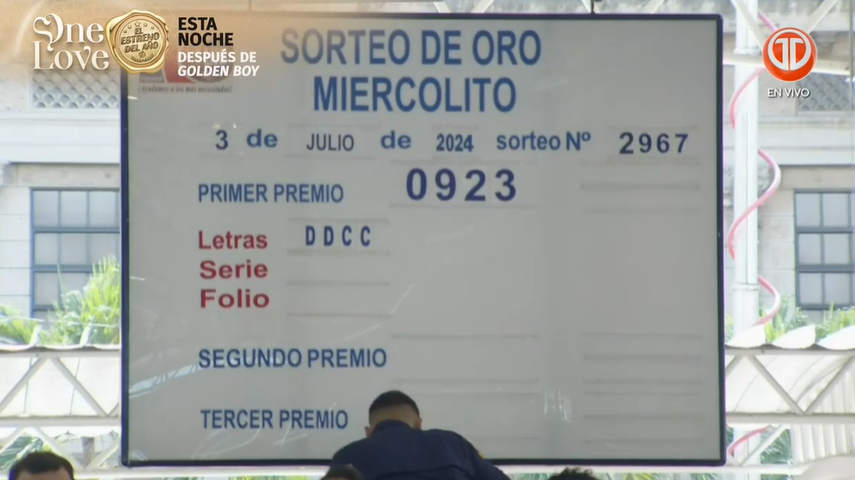 One Love
EL ESTRENO DEL AÑO
ESTA NOCHE
DESPUÉS DE
GOLDEN BOY
EN VIVO
SORTEO DE ORO
MIERCOLITO
3 de JULIO de 2024 sorteo Nº 2967
PRIMER PREMIO 0923
Letras DDCC
Serie
Folio
SEGUNDO PREMIO
TERCER PREMIO